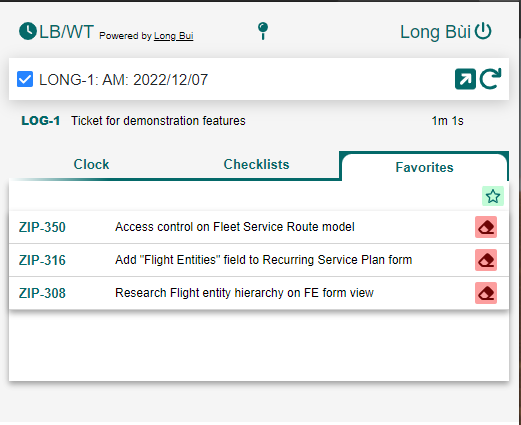 LB/WT Powered by Long Bui Long Bùi
LONG-1: AM: 2022/12/07
LOG-1 Ticket for demonstration features 1m 1s
Clock Checklists Favorites
ZIP-350 Access control on Fleet Service Route model
ZIP-316 Add "Flight Entities" field to Recurring Service Plan form
ZIP-308 Research Flight entity hierarchy on FE form view